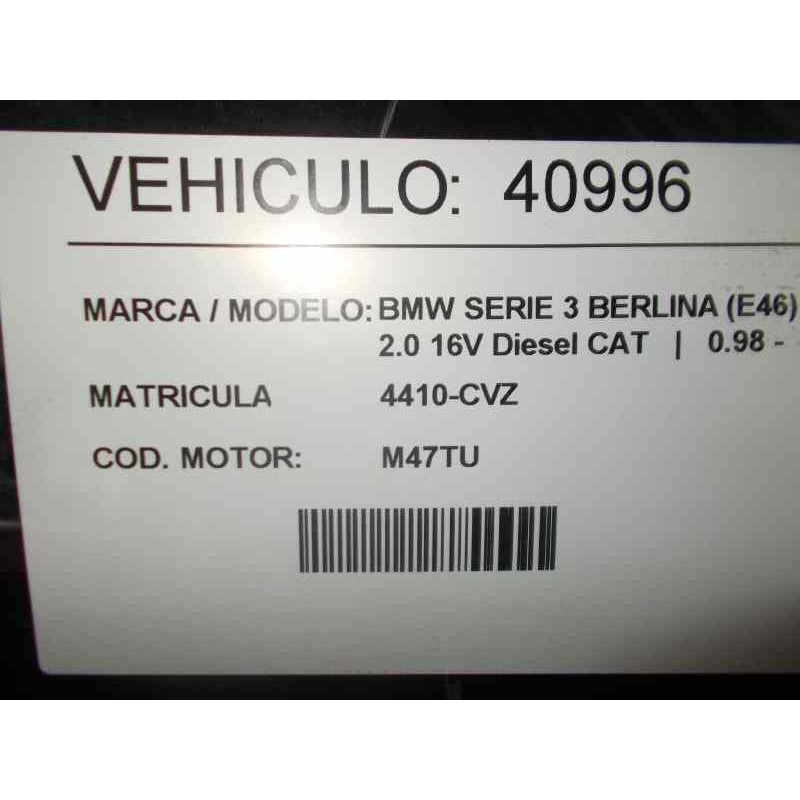 VEHICULO: 40996
MARCA / MODELO: BMW SERIE 3 BERLINA (E46)
2.0 16V Diesel CAT | 0.98 -
MATRICULA 4410-CVZ
COD. MOTOR: M47TU